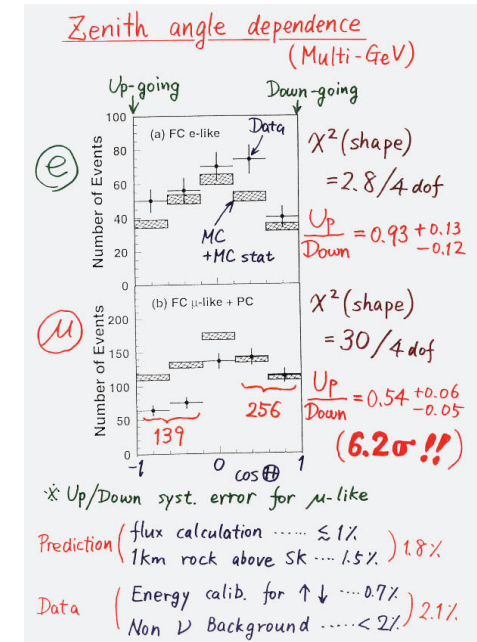 Zenith angle dependence
(Multi-GeV)
Up-going
Down-going
100
80
60
40
20
0
Number of Events
(a) FC e-like
Data
MC
+MC stat
e
χ²(shape)
=2.8/4 dof
Up/Down = 0.93 +0.13 -0.12
200
150
100
50
0
Number of Events
(b) FC μ-like + PC
139
256
μ
χ²(shape)
=30/4 dof
Up/Down = 0.54 +0.06 -0.05
(6.2σ !!)
-1 0 1
cosΘ
※ Up/Down syst. error for μ-like
Prediction ( flux calculation ······ ≲1%
1km rock above SK ···· 1.5% ) 1.8%
Data ( Energy calib. for ↑↓ ···· 0.7%
Non ν Background ······ < 2% ) 2.1%